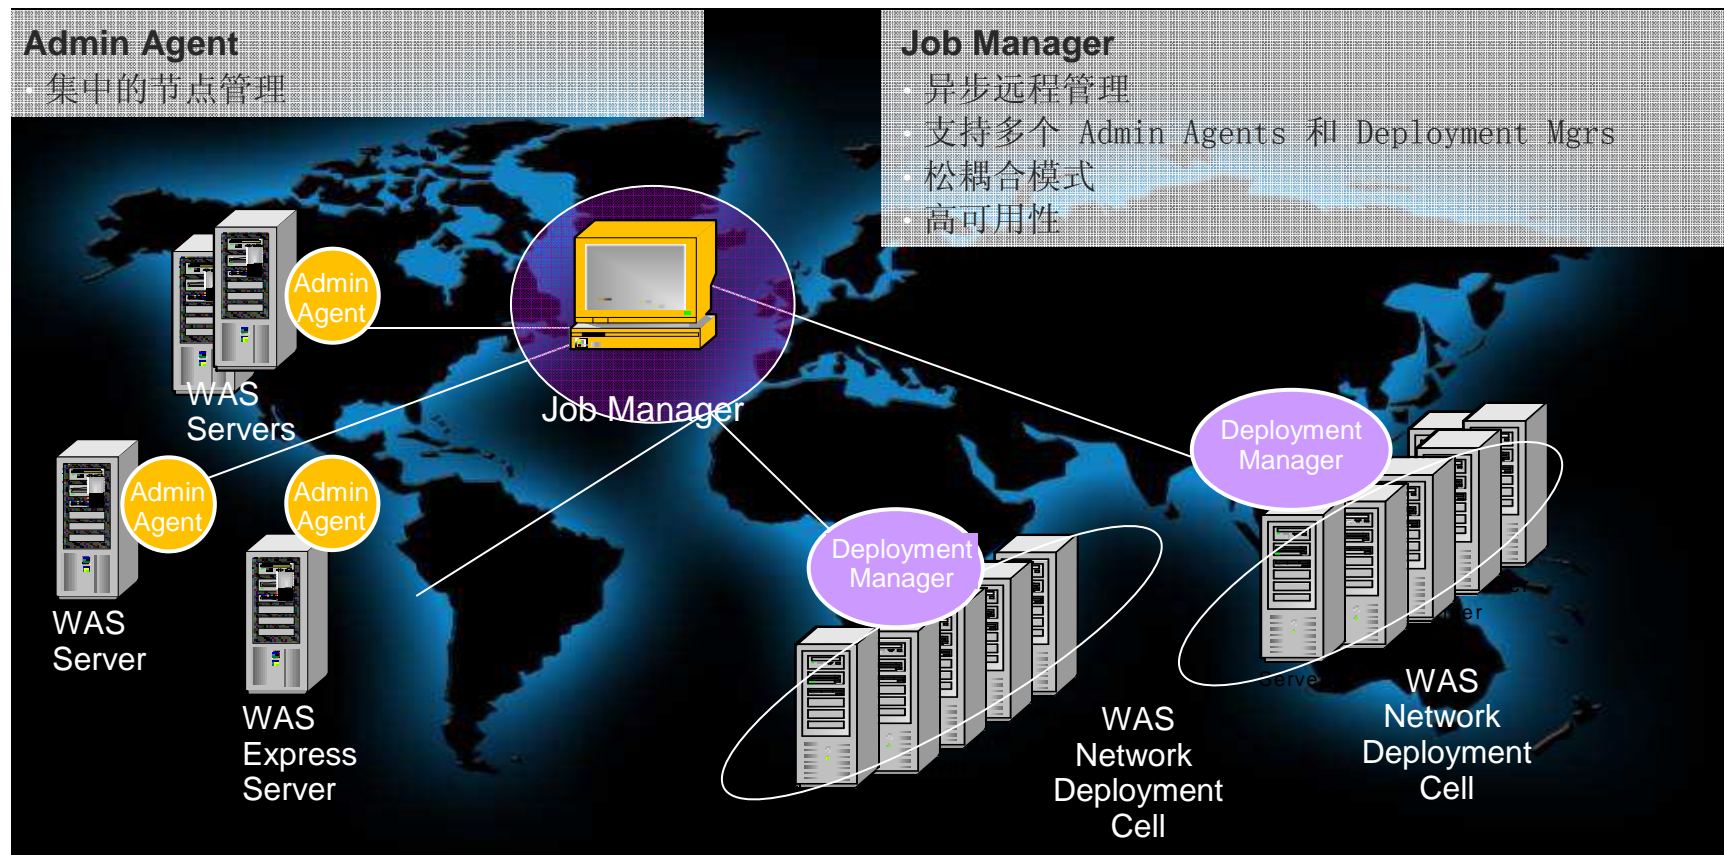 Admin Agent
· 集中的节点管理
Job Manager
· 异步远程管理
· 支持多个 Admin Agents 和 Deployment Mgrs
· 松耦合模式
· 高可用性
Admin
Agent
WAS
Servers
Job Manager
Admin
Agent
WAS
Server
Admin
Agent
WAS
Express
Server
Deployment
Manager
WAS
Network
Deployment
Cell
Deployment
Manager
WAS
Network
Deployment
Cell